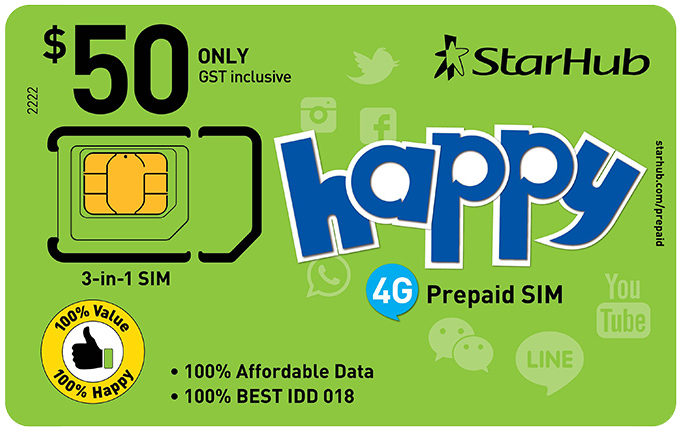 $50 ONLY
GST inclusive
2222
StarHub
happy
starhub.com/prepaid
3-in-1 SIM
4G Prepaid SIM
You
Tube
LINE
100% Value
100% Happy
• 100% Affordable Data
• 100% BEST IDD 018